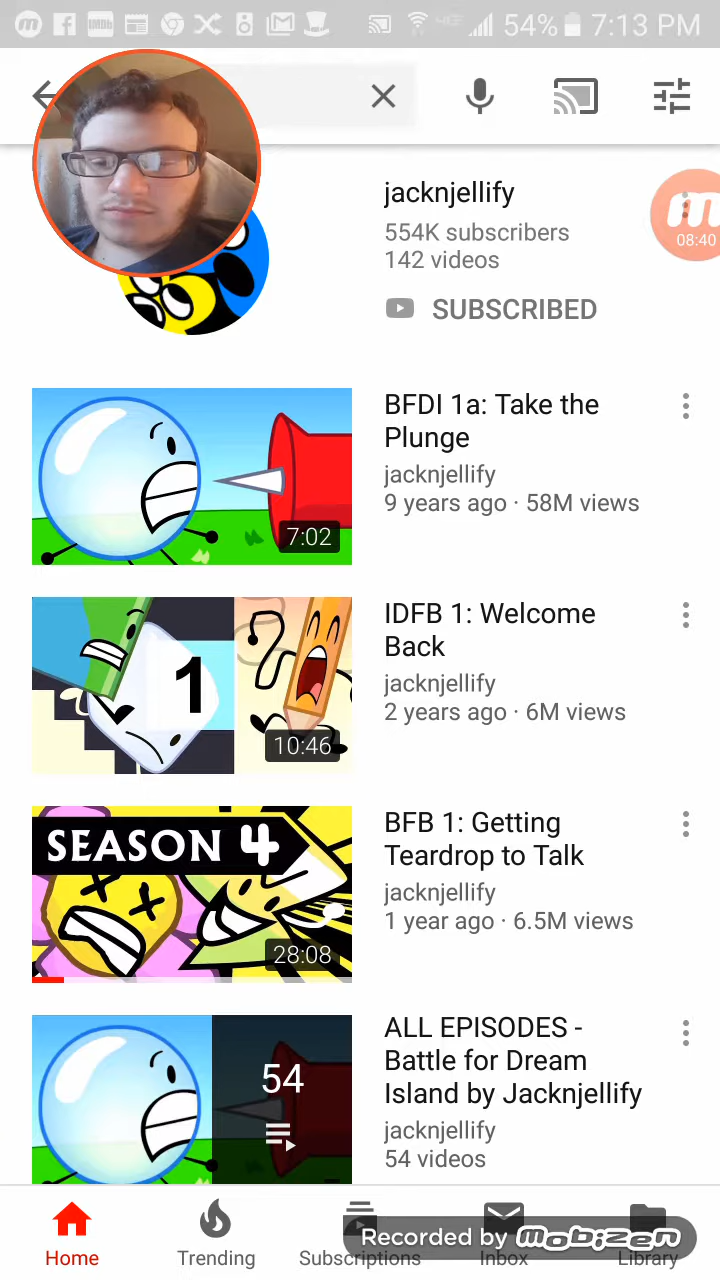 54% 7:13 PM
jacknjellify
554K subscribers
142 videos
SUBSCRIBED
08:40
BFDI 1a: Take the
Plunge
jacknjellify
9 years ago · 58M views
7:02
IDFB 1: Welcome
Back
jacknjellify
2 years ago · 6M views
1
10:46
SEASON 4
BFB 1: Getting
Teardrop to Talk
jacknjellify
1 year ago · 6.5M views
28:08
ALL EPISODES -
Battle for Dream
Island by Jacknjellify
jacknjellify
54 videos
54
Recorded by MOBIZEN
Home Trending Subscriptions Inbox Library